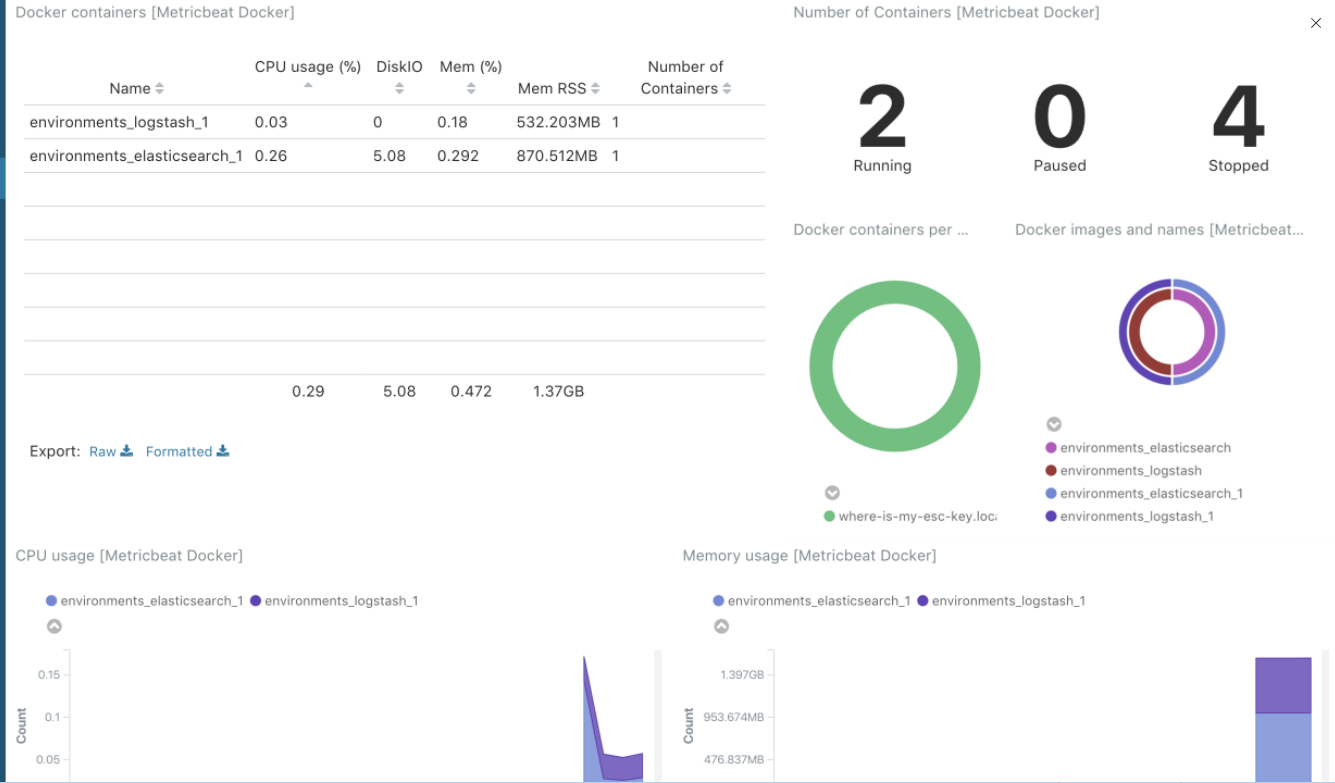 Docker containers [Metricbeat Docker]
Name
CPU usage (%)
DiskIO
Mem (%)
Mem RSS
Number of
Containers
environments_logstash_1 0.03 0 0.18 532.203MB 1
environments_elasticsearch_1 0.26 5.08 0.292 870.512MB 1
0.29 5.08 0.472 1.37GB
Export: Raw Formatted
Number of Containers [Metricbeat Docker]
2 0 4
Running Paused Stopped
Docker containers per ...
where-is-my-esc-key.loca
Docker images and names [Metricbeat...
environments_elasticsearch
environments_logstash
environments_elasticsearch_1
environments_logstash_1
CPU usage [Metricbeat Docker]
environments_elasticsearch_1 environments_logstash_1
Count
0.15
0.1
0.05
Memory usage [Metricbeat Docker]
environments_elasticsearch_1 environments_logstash_1
Count
1.397GB
953.674MB
476.837MB